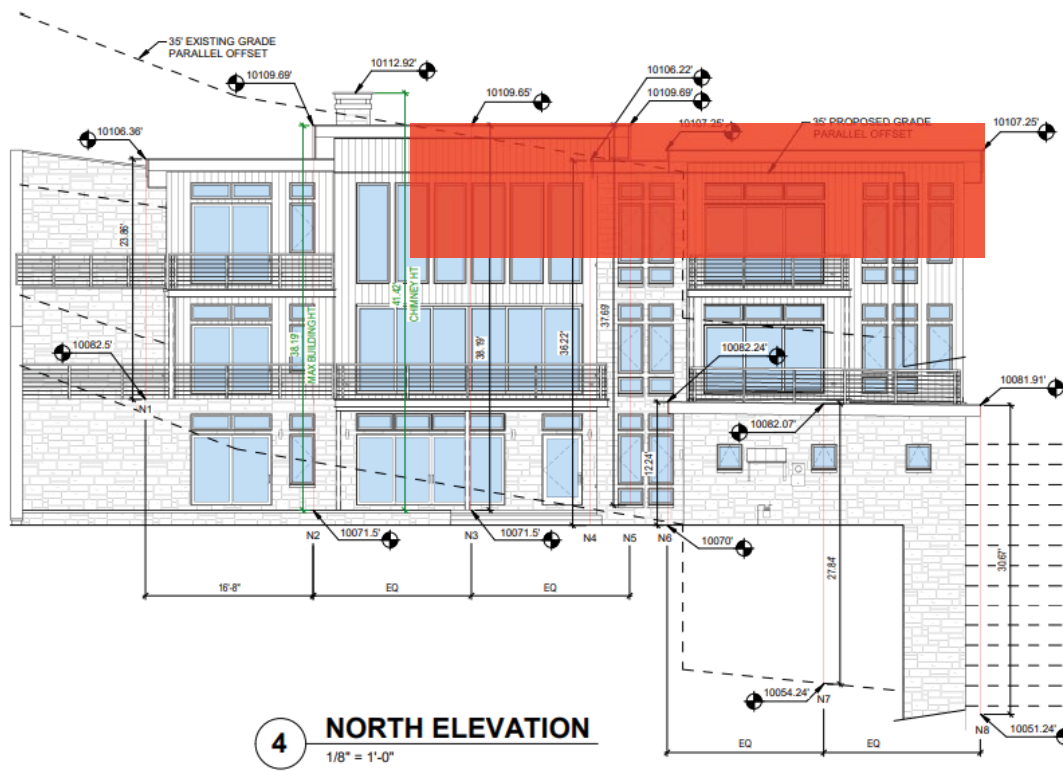 35' EXISTING GRADE
PARALLEL OFFSET
10112.92'
10109.69'
10109.65'
10106.22'
10109.69'
10106.36'
10107.25'
35' PROPOSED GRADE
PARALLEL OFFSET
10107.25'
23.86'
38.19'
MAX BUILDING HT
41.42'
CHIMNEY HT
38.19'
36.22'
37.69'
10082.5'
10082.24'
10081.91'
N1
10082.07'
12.24'
10071.5'
10071.5'
10070'
N2
N3
N4
N5
N6
27.84'
30.67'
16'-8"
EQ
EQ
10054.24'
N7
10051.24'
N8
EQ
EQ
4
NORTH ELEVATION
1/8" = 1'-0"